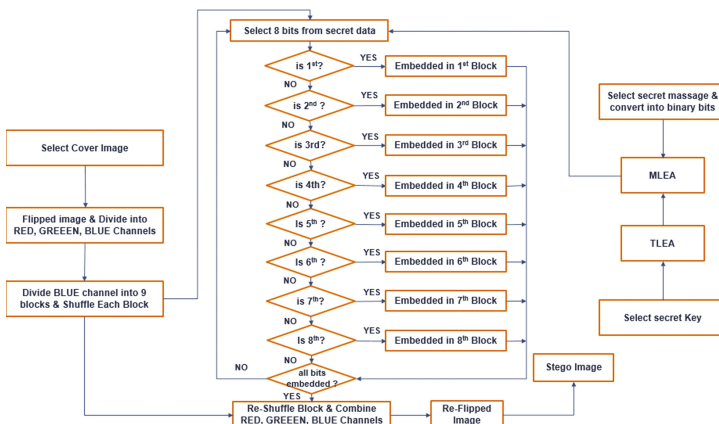 Select 8 bits from secret data
is 1st?
YES
Embedded in 1st Block
NO
is 2nd ?
YES
Embedded in 2nd Block
NO
is 3rd?
YES
Embedded in 3rd Block
NO
is 4th?
YES
Embedded in 4th Block
NO
Is 5th ?
YES
Embedded in 5th Block
NO
Is 6th ?
YES
Embedded in 6th Block
NO
is 7th?
YES
Embedded in 7th Block
NO
Is 8th?
YES
Embedded in 8th Block
NO
all bits
embedded ?
NO
YES
Select Cover Image
Flipped image & Divide into
RED, GREEEN, BLUE Channels
Divide BLUE channel into 9
blocks & Shuffle Each Block
Re-Shuffle Block & Combine
RED, GREEEN, BLUE Channels
Re-Flipped
Image
Stego Image
Select secret massage &
convert into binary bits
MLEA
TLEA
Select secret Key